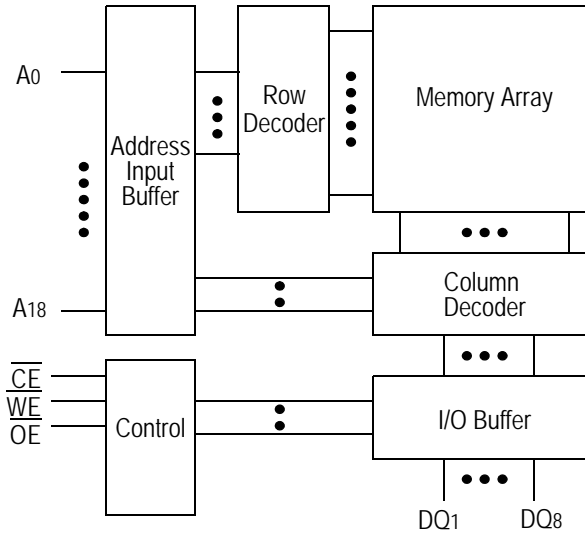 A0
A18
Address
Input
Buffer
Row
Decoder
Memory Array
Column
Decoder
CE
WE
OE
Control
I/O Buffer
DQ1
DQ8